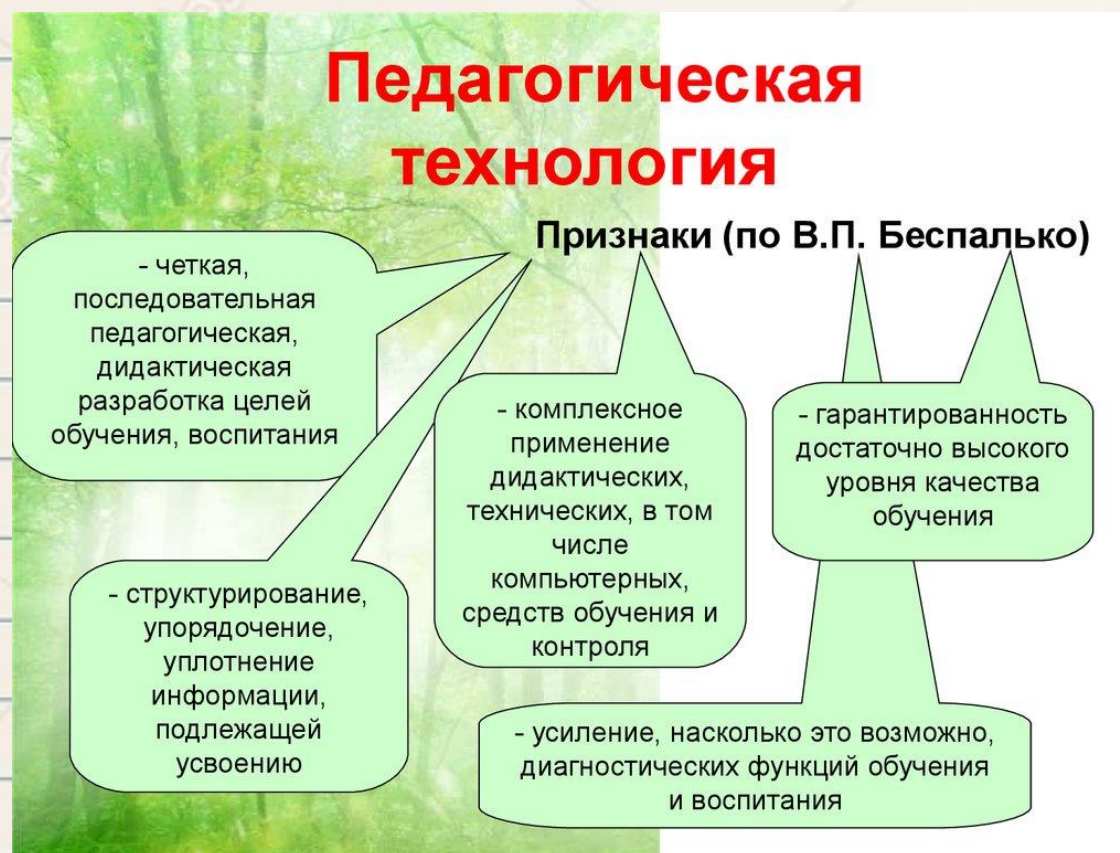 Педагогическая
технология
Признаки (по В.П. Беспалько)
- четкая,
последовательная
педагогическая,
дидактическая
разработка целей
обучения, воспитания
- структурирование,
упорядочение,
уплотнение
информации,
подлежащей
усвоению
- комплексное
применение
дидактических,
технических, в том
числе
компьютерных,
средств обучения и
контроля
- гарантированность
достаточно высокого
уровня качества
обучения
- усиление, насколько это возможно,
диагностических функций обучения
и воспитания